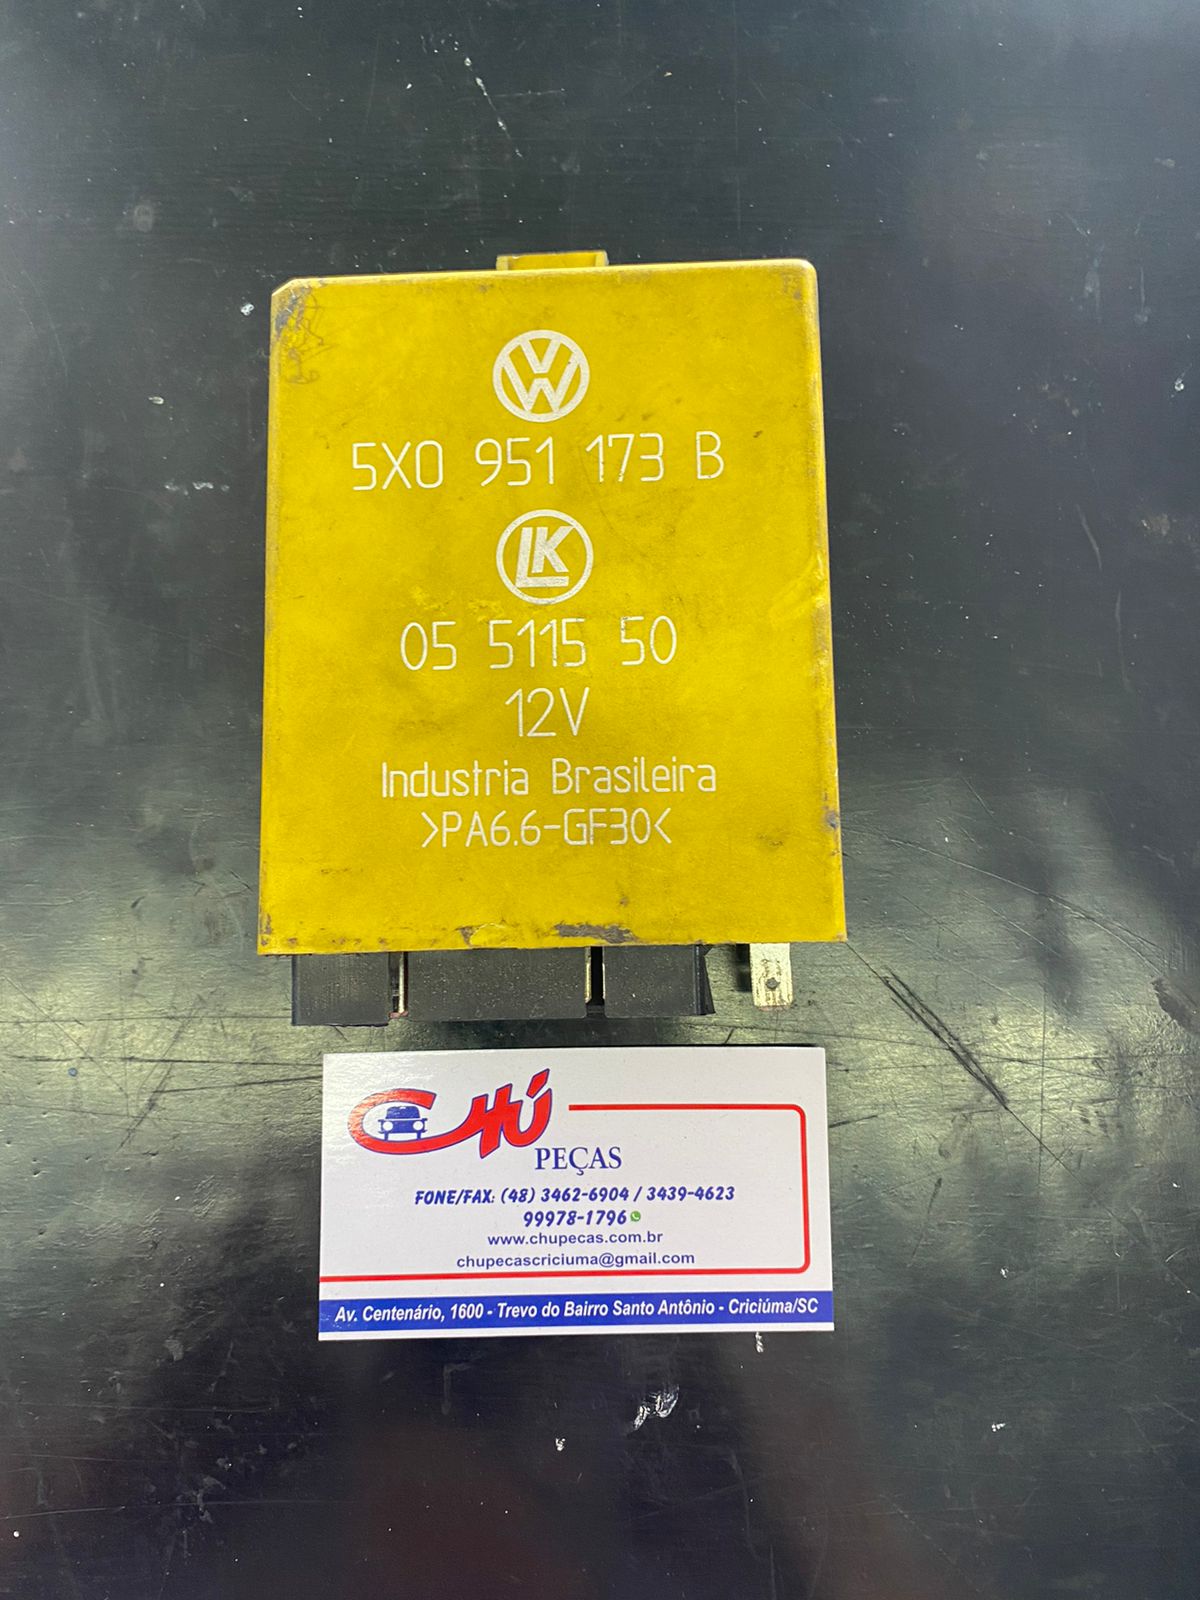 VW
5X0 951 173 B
LK
05 5115 50
12V
Industria Brasileira
>PA6.6-GF30<
CHÚ
PEÇAS
FONE/FAX: (48) 3462-6904 / 3439-4623
99978-1796
www.chupecas.com.br
chupecascriciuma@gmail.com
Av. Centenário, 1600 - Trevo do Bairro Santo Antônio - Criciúma/SC